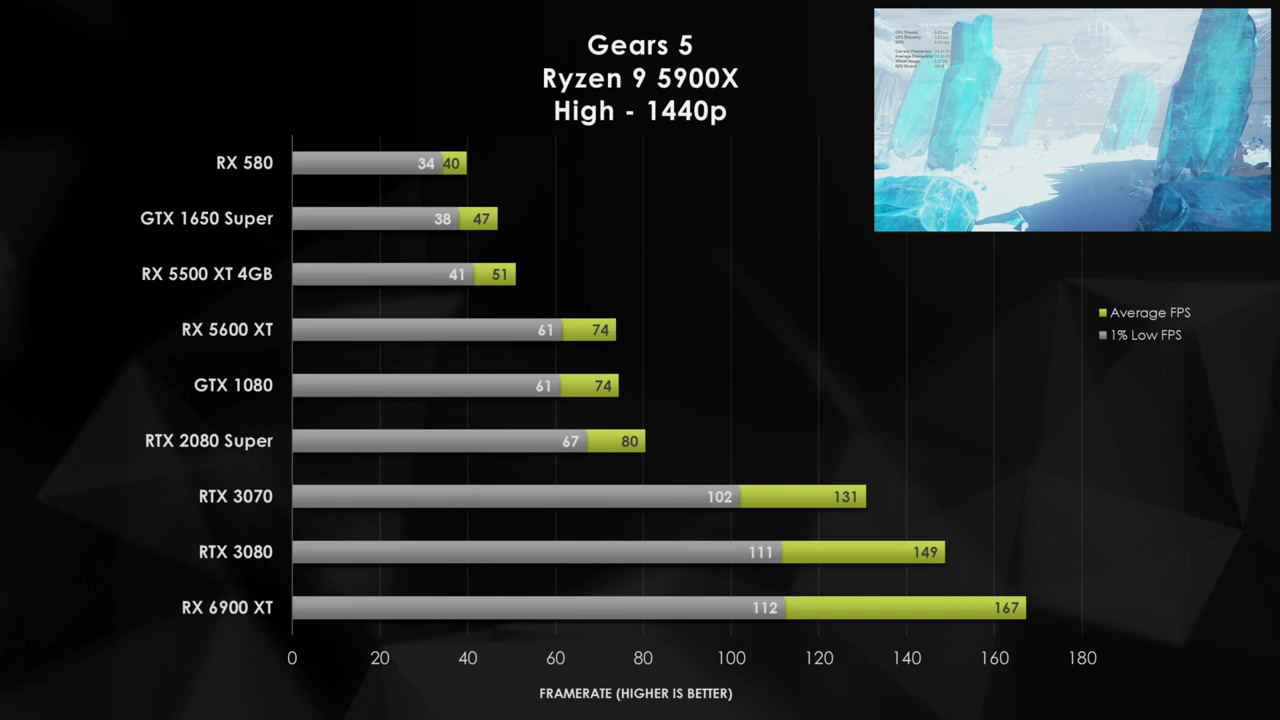 Gears 5
Ryzen 9 5900X
High - 1440p
RX 580 34 40
GTX 1650 Super 38 47
RX 5500 XT 4GB 41 51
RX 5600 XT 61 74
GTX 1080 61 74
RTX 2080 Super 67 80
RTX 3070 102 131
RTX 3080 111 149
RX 6900 XT 112 167
0 20 40 60 80 100 120 140 160 180
FRAMERATE (HIGHER IS BETTER)
Average FPS
1% Low FPS